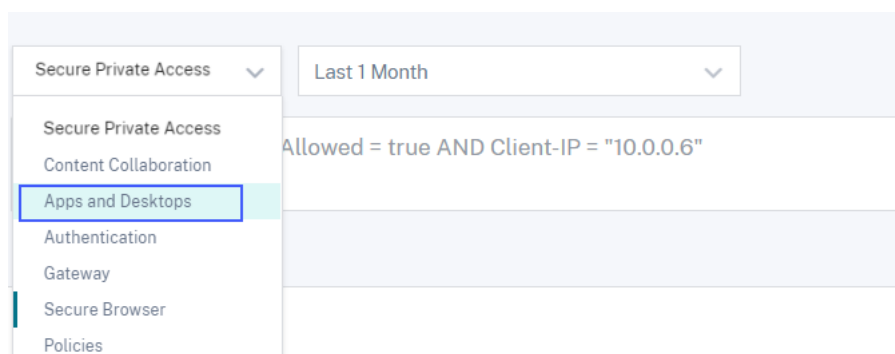 Secure Private Access
Last 1 Month
Secure Private Access
Allowed = true AND Client-IP = "10.0.0.6"
Content Collaboration
Apps and Desktops
Authentication
Gateway
Secure Browser
Policies